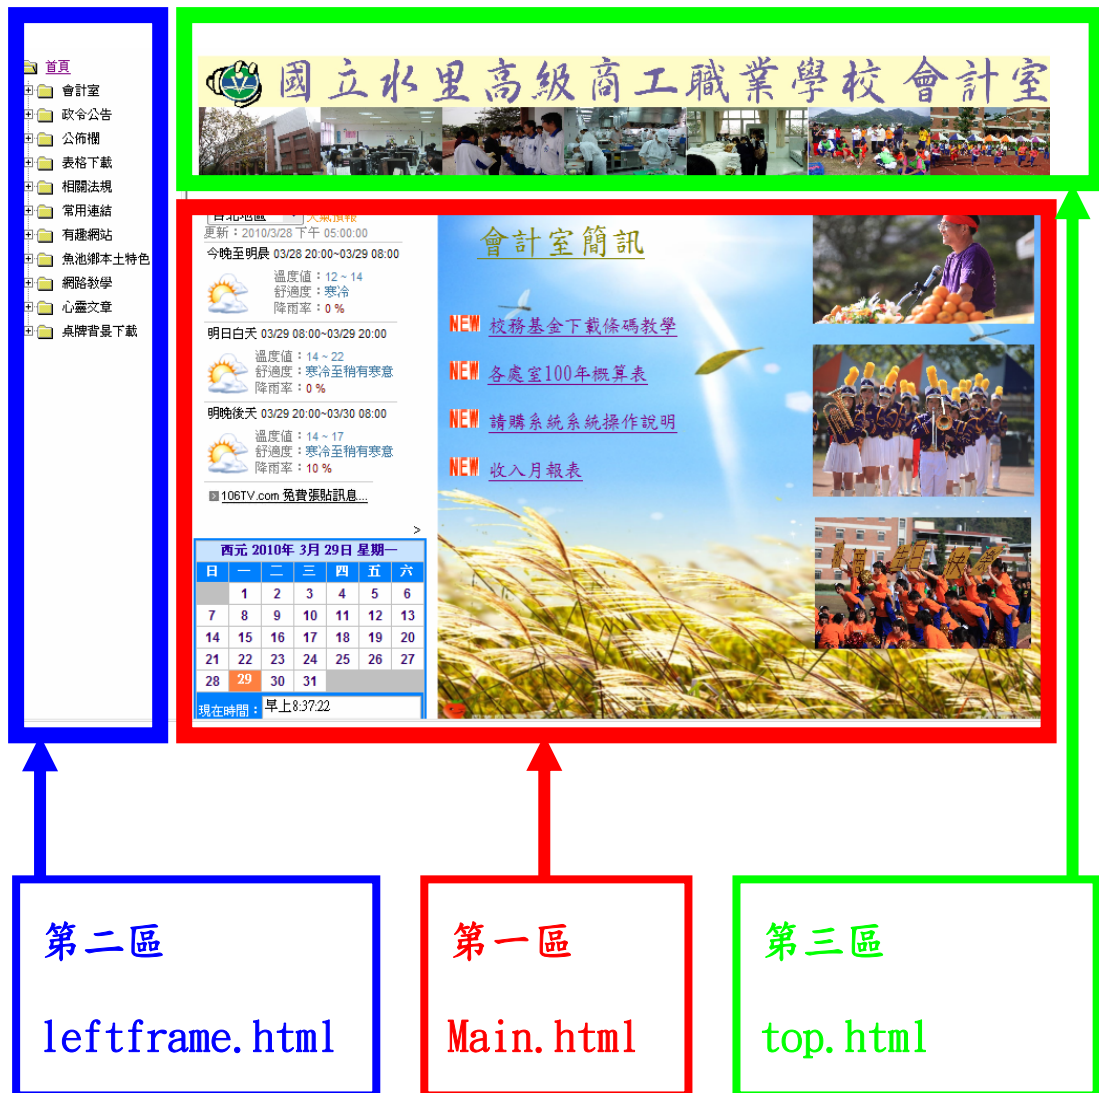 首頁
會計室
政令公告
公佈欄
表格下載
相關法規
常用連結
有趣網站
魚池鄉本土特色
網路教學
心靈文章
桌牌背景下載
國立水里高級商工職業學校 會計室
台北地區 天氣預報
更新：2010/3/28 下午 05:00:00
今晚至明晨 03/28 20:00~03/29 08:00
溫度值：12 ~ 14
舒適度：寒冷
降雨率：0 %
明日白天 03/29 08:00~03/29 20:00
溫度值：14 ~ 22
舒適度：寒冷至稍有寒意
降雨率：0 %
明晚後天 03/29 20:00~03/30 08:00
溫度值：14 ~ 17
舒適度：寒冷至稍有寒意
降雨率：10 %
106TV.com 免費張貼訊息...
>
西元 2010年 3月 29日 星期一
日 一 二 三 四 五 六
1 2 3 4 5 6
7 8 9 10 11 12 13
14 15 16 17 18 19 20
21 22 23 24 25 26 27
28 29 30 31
現在時間：早上8:37:22
會計室簡訊
NEW 校務基金下載條碼教學
NEW 各處室100年概算表
NEW 請購系統系統操作說明
NEW 收入月報表
第二區
leftframe.html
第一區
Main.html
第三區
top.html